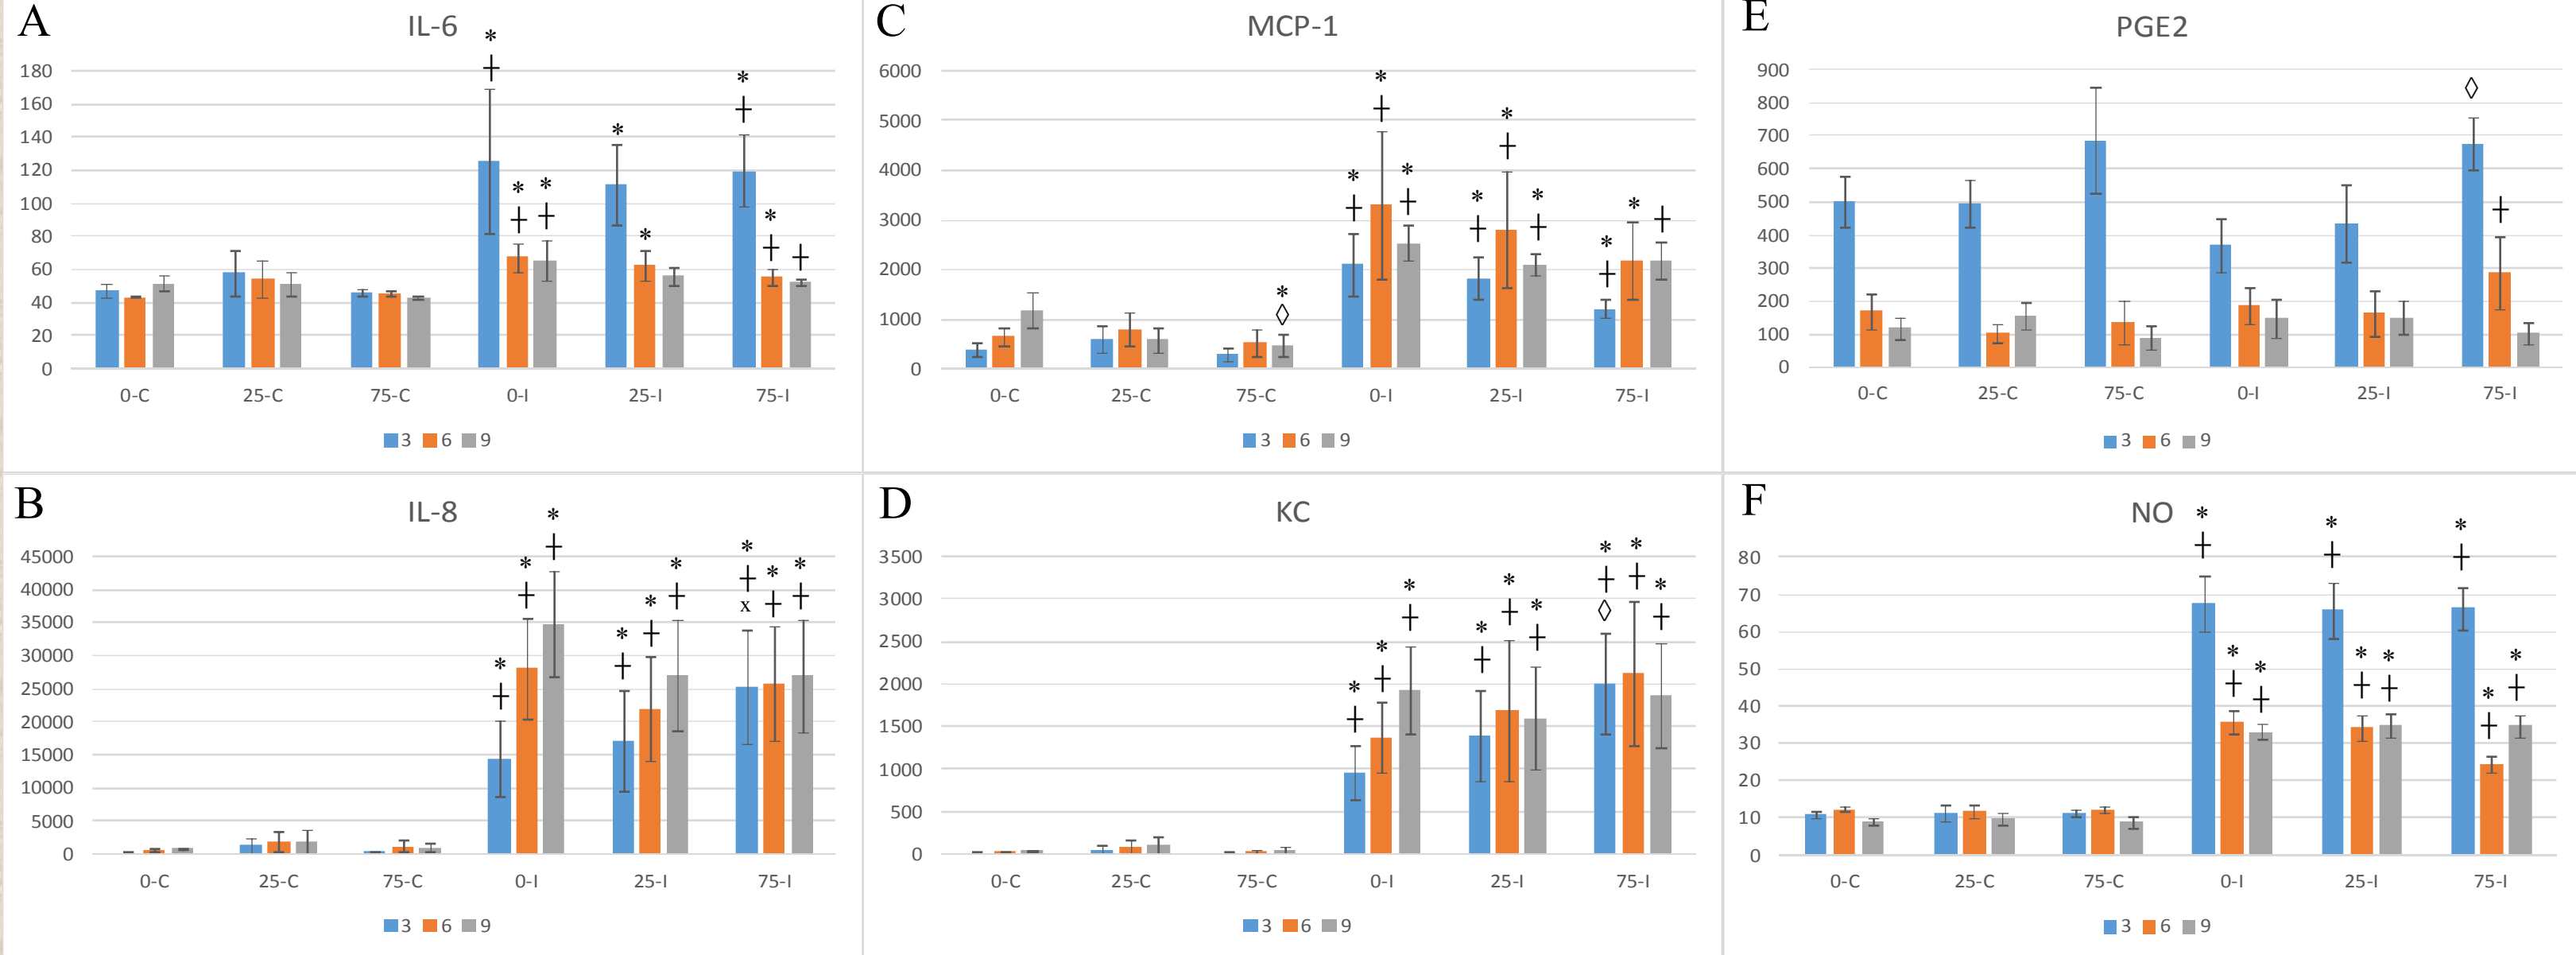 A
IL-6
* † * † * † * * * † * † †
180
160
140
120
100
80
60
40
20
0
0-C 25-C 75-C 0-I 25-I 75-I
3 6 9
C
MCP-1
* ◊ * † * † * † * † * † * † * † * †
6000
5000
4000
3000
2000
1000
0
0-C 25-C 75-C 0-I 25-I 75-I
3 6 9
E
PGE2
◊ †
900
800
700
600
500
400
300
200
100
0
0-C 25-C 75-C 0-I 25-I 75-I
3 6 9
B
IL-8
* † * † * † * † * † * † * † x * † * †
45000
40000
35000
30000
25000
20000
15000
10000
5000
0
0-C 25-C 75-C 0-I 25-I 75-I
3 6 9
D
KC
* † * † * † * † * † * † * † ◊ * † * †
3500
3000
2500
2000
1500
1000
500
0
0-C 25-C 75-C 0-I 25-I 75-I
3 6 9
F
NO
* † * † * † * † * † * † * † * † * †
80
70
60
50
40
30
20
10
0
0-C 25-C 75-C 0-I 25-I 75-I
3 6 9